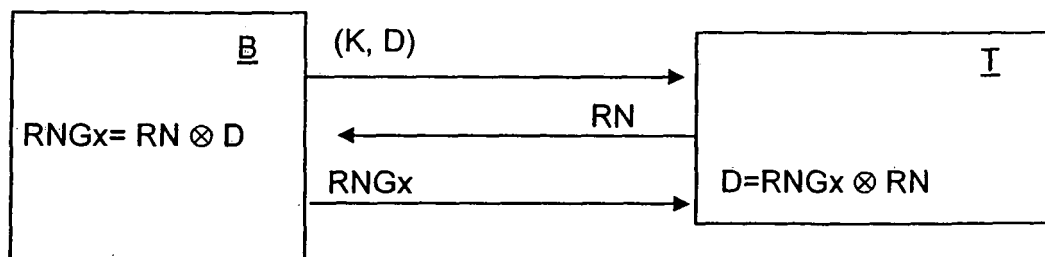 B
(K, D)
T
RN
RNGx= RN ⊗ D
RNGx
D=RNGx ⊗ RN